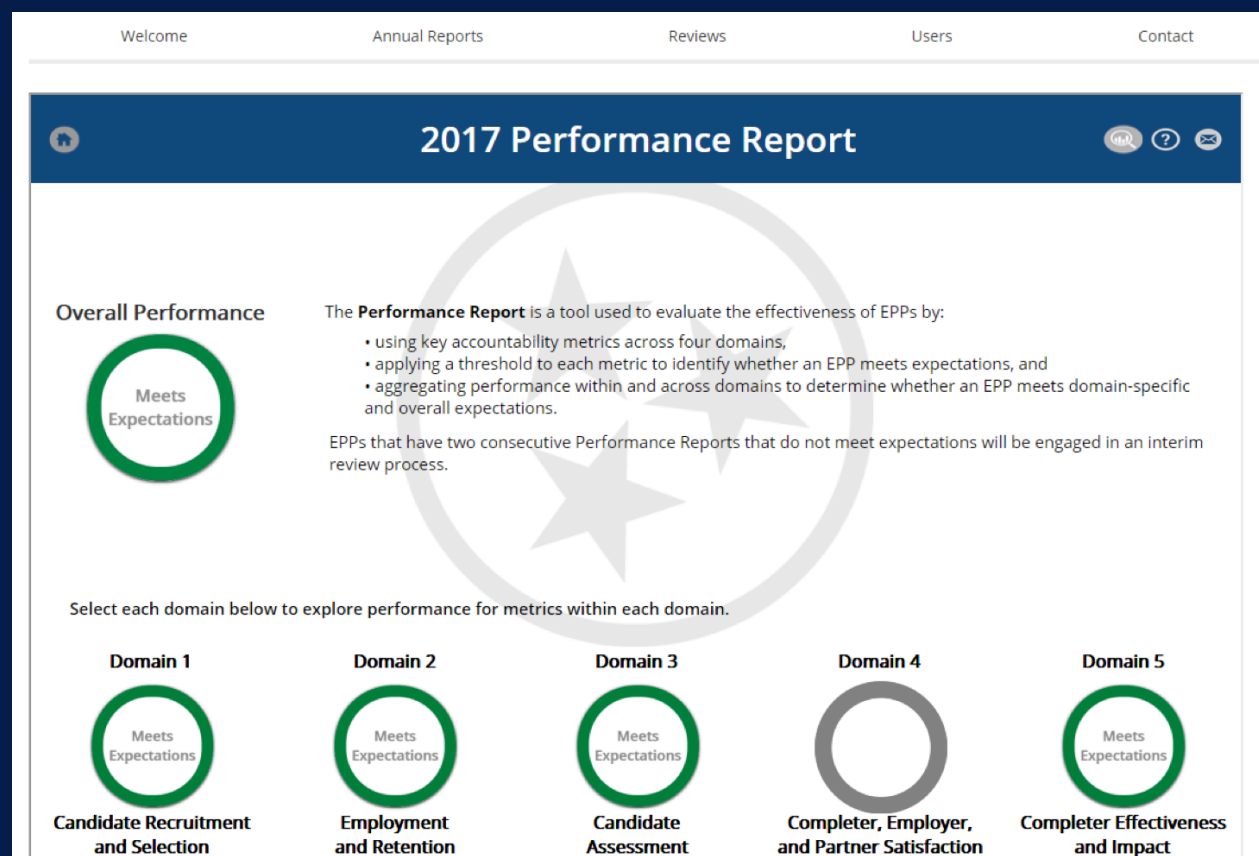 Welcome Annual Reports Reviews Users Contact
2017 Performance Report
?
Overall Performance
Meets
Expectations
The Performance Report is a tool used to evaluate the effectiveness of EPPs by:
• using key accountability metrics across four domains,
• applying a threshold to each metric to identify whether an EPP meets expectations, and
• aggregating performance within and across domains to determine whether an EPP meets domain-specific
and overall expectations.
EPPs that have two consecutive Performance Reports that do not meet expectations will be engaged in an interim
review process.
Select each domain below to explore performance for metrics within each domain.
Domain 1
Meets
Expectations
Candidate Recruitment
and Selection
Domain 2
Meets
Expectations
Employment
and Retention
Domain 3
Meets
Expectations
Candidate
Assessment
Domain 4
Completer, Employer,
and Partner Satisfaction
Domain 5
Meets
Expectations
Completer Effectiveness
and Impact